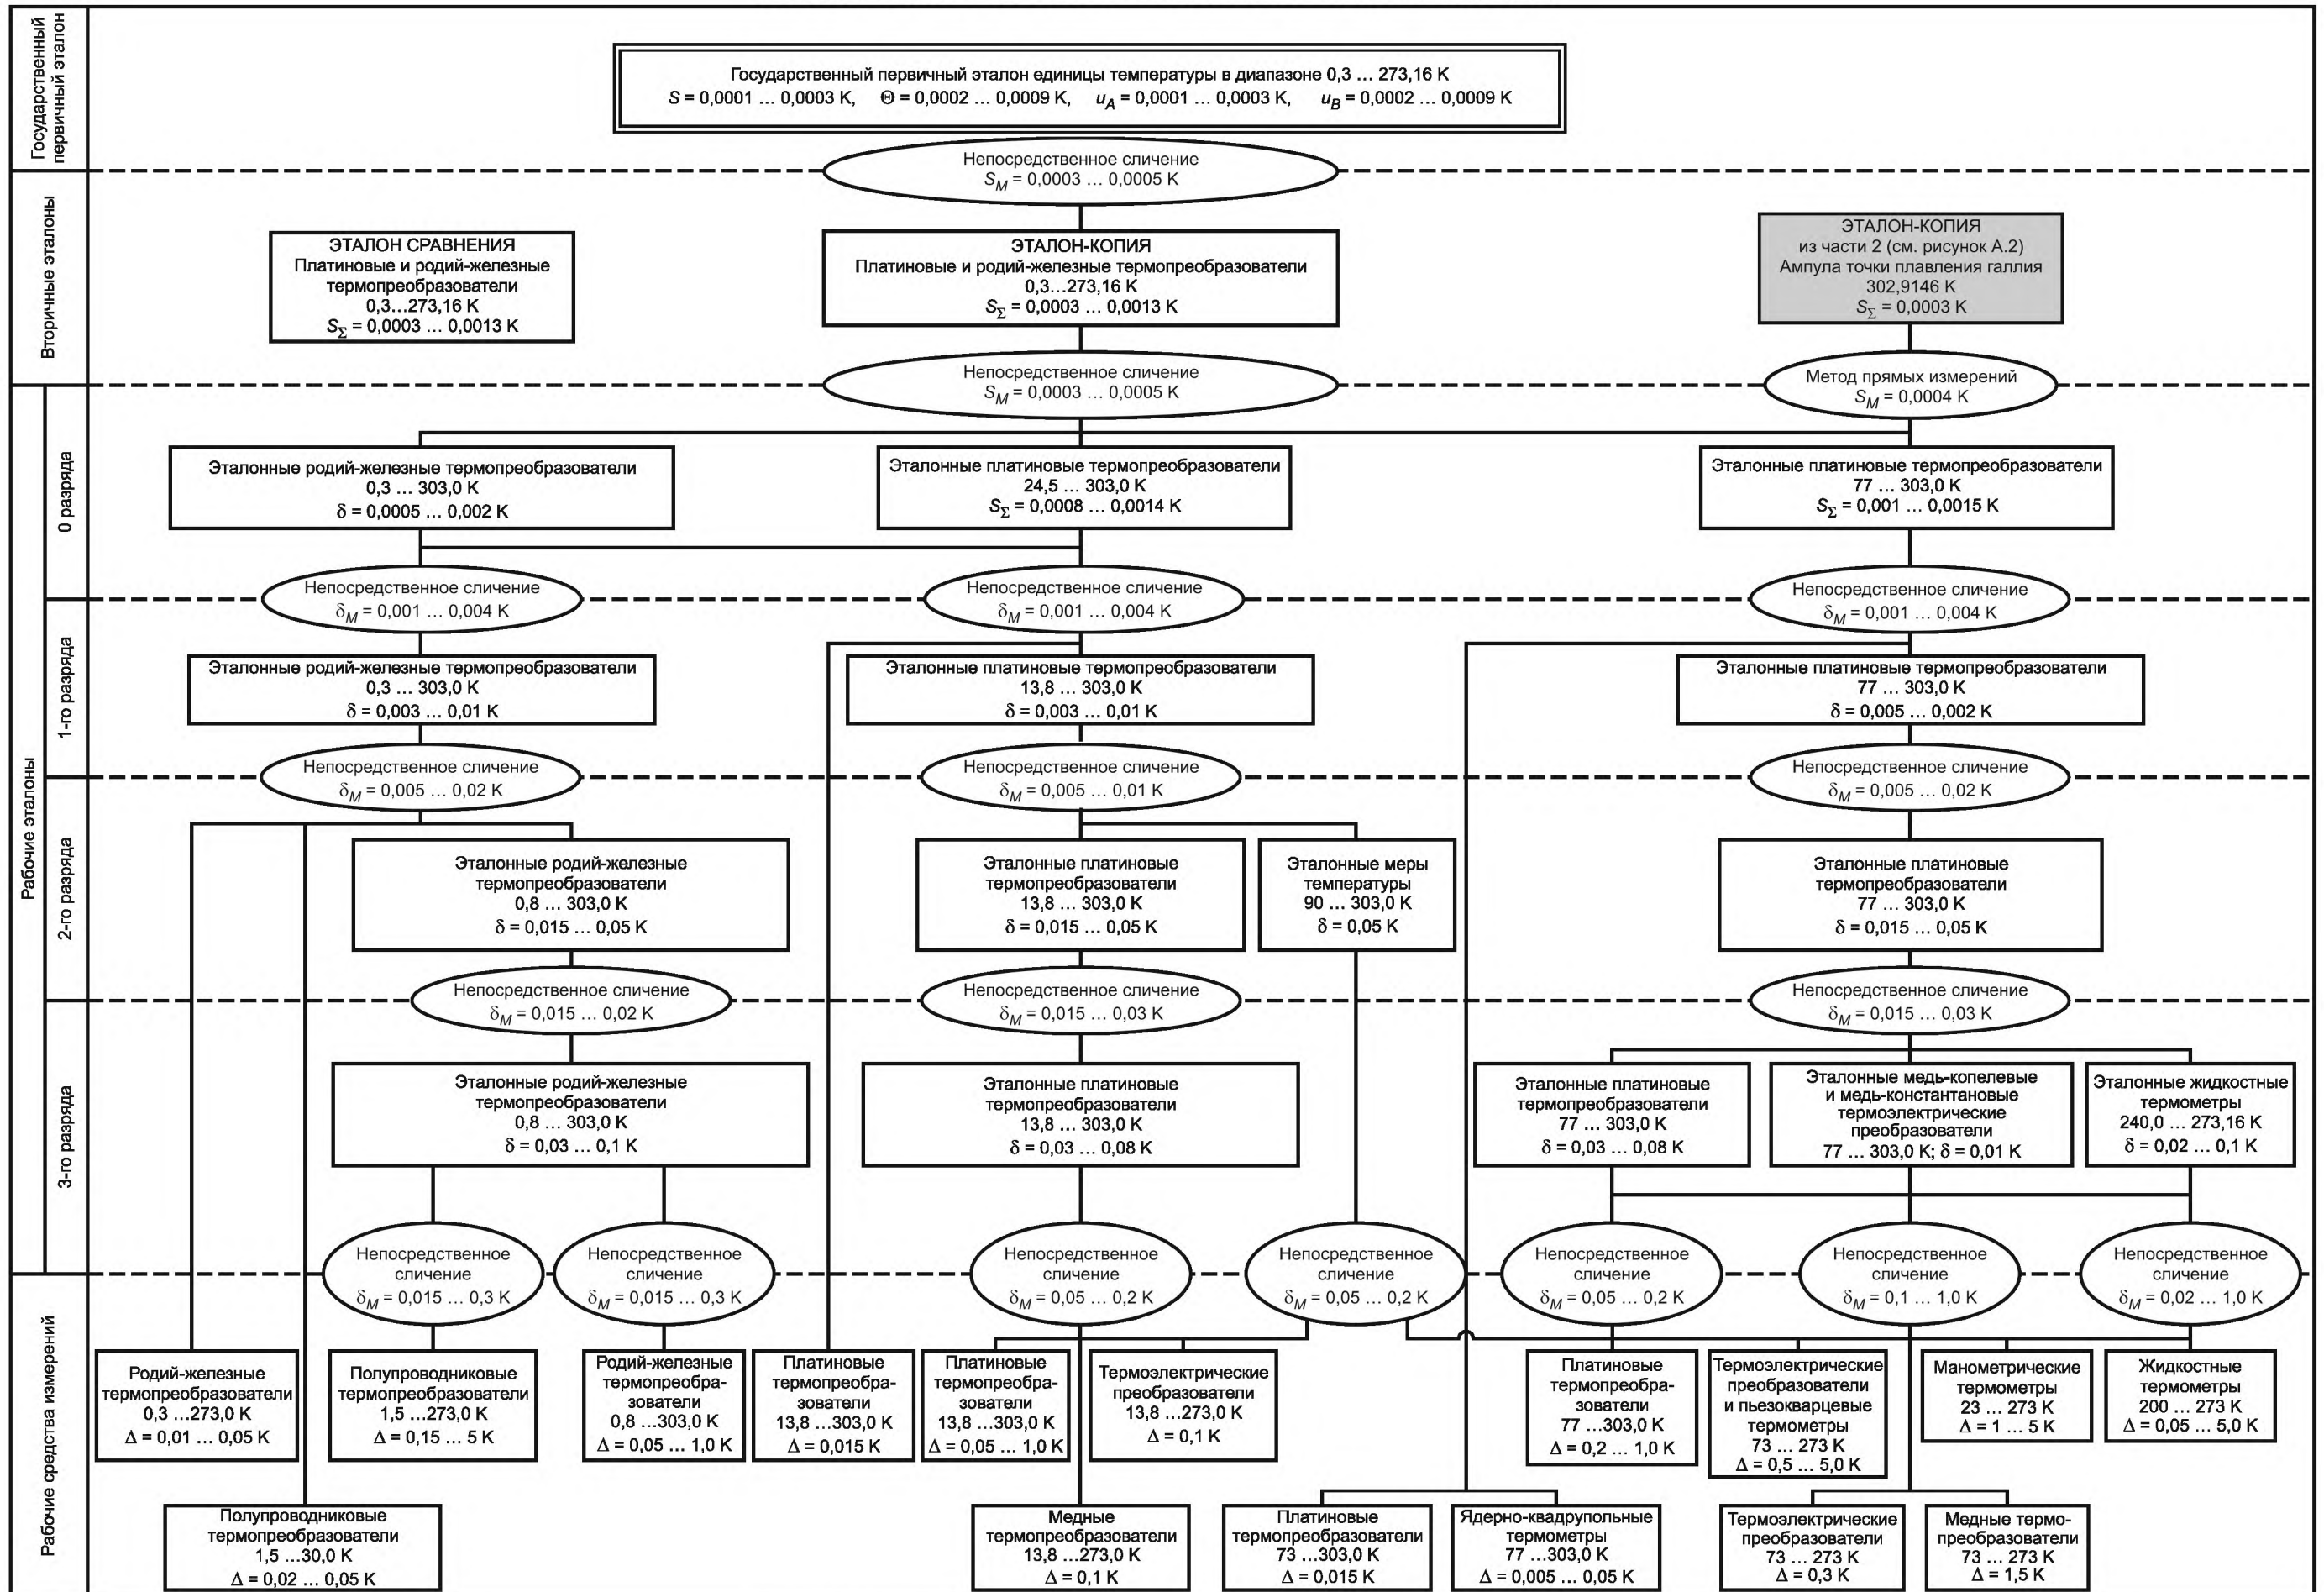 Государственный
первичный эталон
Государственный первичный эталон единицы температуры в диапазоне 0,3 ... 273,16 K
S = 0,0001 ... 0,0003 K, Θ = 0,0002 ... 0,0009 K, u_A = 0,0001 ... 0,0003 K, u_B = 0,0002 ... 0,0009 K
Непосредственное сличение
S_M = 0,0003 ... 0,0005 K
Вторичные эталоны
ЭТАЛОН СРАВНЕНИЯ
Платиновые и родий-железные
термопреобразователи
0,3...273,16 K
S_Σ = 0,0003 ... 0,0013 K
ЭТАЛОН-КОПИЯ
Платиновые и родий-железные термопреобразователи
0,3...273,16 K
S_Σ = 0,0003 ... 0,0013 K
ЭТАЛОН-КОПИЯ
из части 2 (см. рисунок А.2)
Ампула точки плавления галлия
302,9146 K
S_Σ = 0,0003 K
Непосредственное сличение
S_M = 0,0003 ... 0,0005 K
Метод прямых измерений
S_M = 0,0004 K
Рабочие эталоны
0 разряда
Эталонные родий-железные термопреобразователи
0,3 ... 303,0 K
δ = 0,0005 ... 0,002 K
Эталонные платиновые термопреобразователи
24,5 ... 303,0 K
S_Σ = 0,0008 ... 0,0014 K
Эталонные платиновые термопреобразователи
77 ... 303,0 K
S_Σ = 0,001 ... 0,0015 K
Непосредственное сличение
δ_M = 0,001 ... 0,004 K
Непосредственное сличение
δ_M = 0,001 ... 0,004 K
Непосредственное сличение
δ_M = 0,001 ... 0,004 K
1-го разряда
Эталонные родий-железные термопреобразователи
0,3 ... 303,0 K
δ = 0,003 ... 0,01 K
Эталонные платиновые термопреобразователи
13,8 ... 303,0 K
δ = 0,003 ... 0,01 K
Эталонные платиновые термопреобразователи
77 ... 303,0 K
δ = 0,005 ... 0,002 K
Непосредственное сличение
δ_M = 0,005 ... 0,02 K
Непосредственное сличение
δ_M = 0,005 ... 0,01 K
Непосредственное сличение
δ_M = 0,005 ... 0,02 K
2-го разряда
Эталонные родий-железные
термопреобразователи
0,8 ... 303,0 K
δ = 0,015 ... 0,05 K
Эталонные платиновые
термопреобразователи
13,8 ... 303,0 K
δ = 0,015 ... 0,05 K
Эталонные меры
температуры
90 ... 303,0 K
δ = 0,05 K
Эталонные платиновые
термопреобразователи
77 ... 303,0 K
δ = 0,015 ... 0,05 K
Непосредственное сличение
δ_M = 0,015 ... 0,02 K
Непосредственное сличение
δ_M = 0,015 ... 0,03 K
Непосредственное сличение
δ_M = 0,015 ... 0,03 K
3-го разряда
Эталонные родий-железные
термопреобразователи
0,8 ... 303,0 K
δ = 0,03 ... 0,1 K
Эталонные платиновые
термопреобразователи
13,8 ... 303,0 K
δ = 0,03 ... 0,08 K
Эталонные платиновые
термопреобразователи
77 ... 303,0 K
δ = 0,03 ... 0,08 K
Эталонные медь-копелевые
и медь-константановые
термоэлектрические
преобразователи
77 ... 303,0 K; δ = 0,01 K
Эталонные жидкостные
термометры
240,0 ... 273,16 K
δ = 0,02 ... 0,1 K
Непосредственное
сличение
δ_M = 0,015 ... 0,3 K
Непосредственное
сличение
δ_M = 0,015 ... 0,3 K
Непосредственное
сличение
δ_M = 0,05 ... 0,2 K
Непосредственное
сличение
δ_M = 0,05 ... 0,2 K
Непосредственное
сличение
δ_M = 0,05 ... 0,2 K
Непосредственное
сличение
δ_M = 0,1 ... 1,0 K
Непосредственное
сличение
δ_M = 0,02 ... 1,0 K
Рабочие средства измерений
Родий-железные
термопреобразователи
0,3 ...273,0 K
Δ = 0,01 ... 0,05 K
Полупроводниковые
термопреобразователи
1,5 ...273,0 K
Δ = 0,15 ... 5 K
Родий-железные
термопреобра-
зователи
0,8 ...303,0 K
Δ = 0,05 ... 1,0 K
Платиновые
термопреобра-
зователи
13,8 ...303,0 K
Δ = 0,015 K
Платиновые
термопреобра-
зователи
13,8 ...303,0 K
Δ = 0,05 ... 1,0 K
Термоэлектрические
преобразователи
13,8 ...273,0 K
Δ = 0,1 K
Платиновые
термопреобра-
зователи
77 ...303,0 K
Δ = 0,2 ... 1,0 K
Термоэлектрические
преобразователи
и пьезокварцевые
термометры
73 ... 273 K
Δ = 0,5 ... 5,0 K
Манометрические
термометры
23 ... 273 K
Δ = 1 ... 5 K
Жидкостные
термометры
200 ... 273 K
Δ = 0,05 ... 5,0 K
Полупроводниковые
термопреобразователи
1,5 ...30,0 K
Δ = 0,02 ... 0,05 K
Медные
термопреобразователи
13,8 ...273,0 K
Δ = 0,1 K
Платиновые
термопреобразователи
73 ...303,0 K
Δ = 0,015 K
Ядерно-квадрупольные
термометры
77 ...303,0 K
Δ = 0,005 ... 0,05 K
Термоэлектрические
преобразователи
73 ... 273 K
Δ = 0,3 K
Медные термо-
преобразователи
73 ... 273 K
Δ = 1,5 K